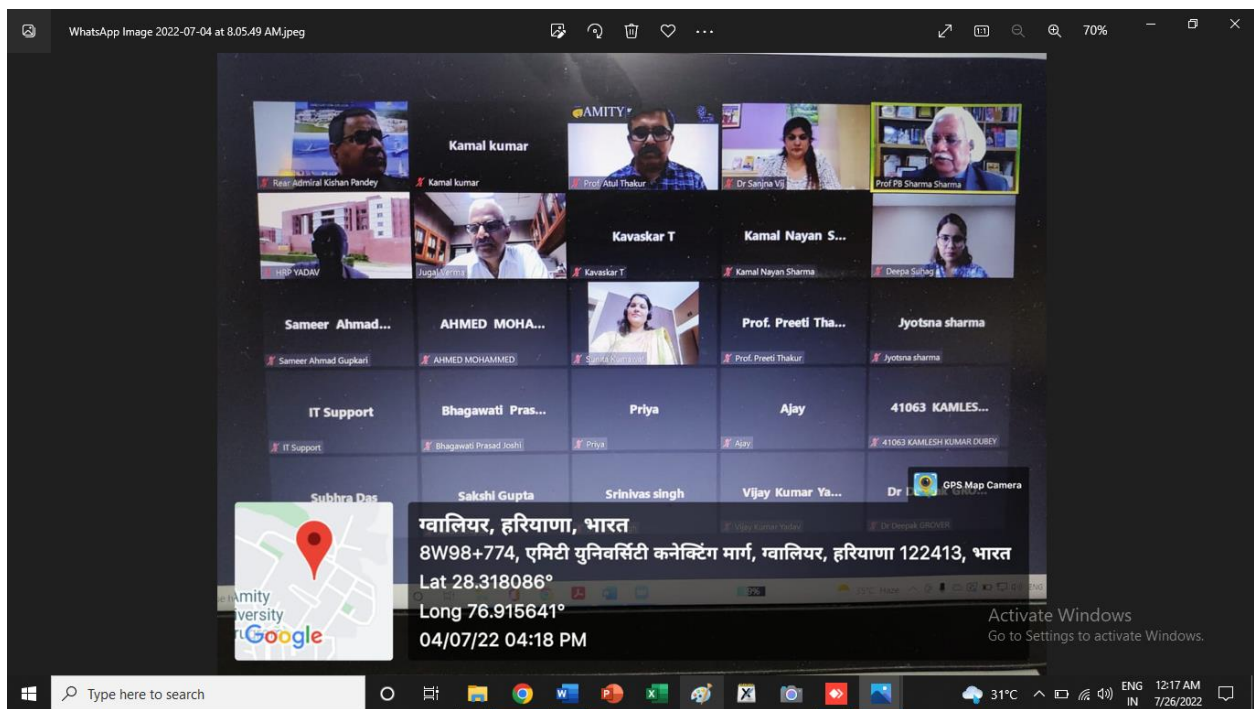 WhatsApp Image 2022-07-04 at 8.05.49 AM.jpeg
70%
AMITY
Rear Admiral Kishan Pandey
Kamal kumar
Kamal kumar
Prof. Atul Thakur
Dr Sanjna Vij
Prof PB Sharma Sharma
HRP YADAV
Jugal Verma
Kavaskar T
Kavaskar T
Kamal Nayan S...
Kamal Nayan Sharma
Deepa Suhag
Sameer Ahmad...
Sameer Ahmad Gupkari
AHMED MOHA...
AHMED MOHAMMED
Prof. Preeti Tha...
Prof. Preeti Thakur
Jyotsna sharma
Jyotsna sharma
IT Support
IT Support
Bhagawati Pras...
Bhagawati Prasad Joshi
Priya
Priya
Ajay
Ajay
41063 KAMLES...
41063 KAMLESH KUMAR DUBEY
Subhra Das
Sakshi Gupta
Srinivas singh
Vijay Kumar Ya...
Vijay Kumar Yadav
Dr
Dr Deepak GROVER
GPS Map Camera
ग्वालियर, हरियाणा, भारत
8W98+774, एमिटी युनिवर्सिटी कनेक्टिंग मार्ग, ग्वालियर, हरियाणा 122413, भारत
Lat 28.318086°
Long 76.915641°
04/07/22 04:18 PM
Google
Activate Windows
Go to Settings to activate Windows.
Type here to search
31°C
ENG
IN
12:17 AM
7/26/2022